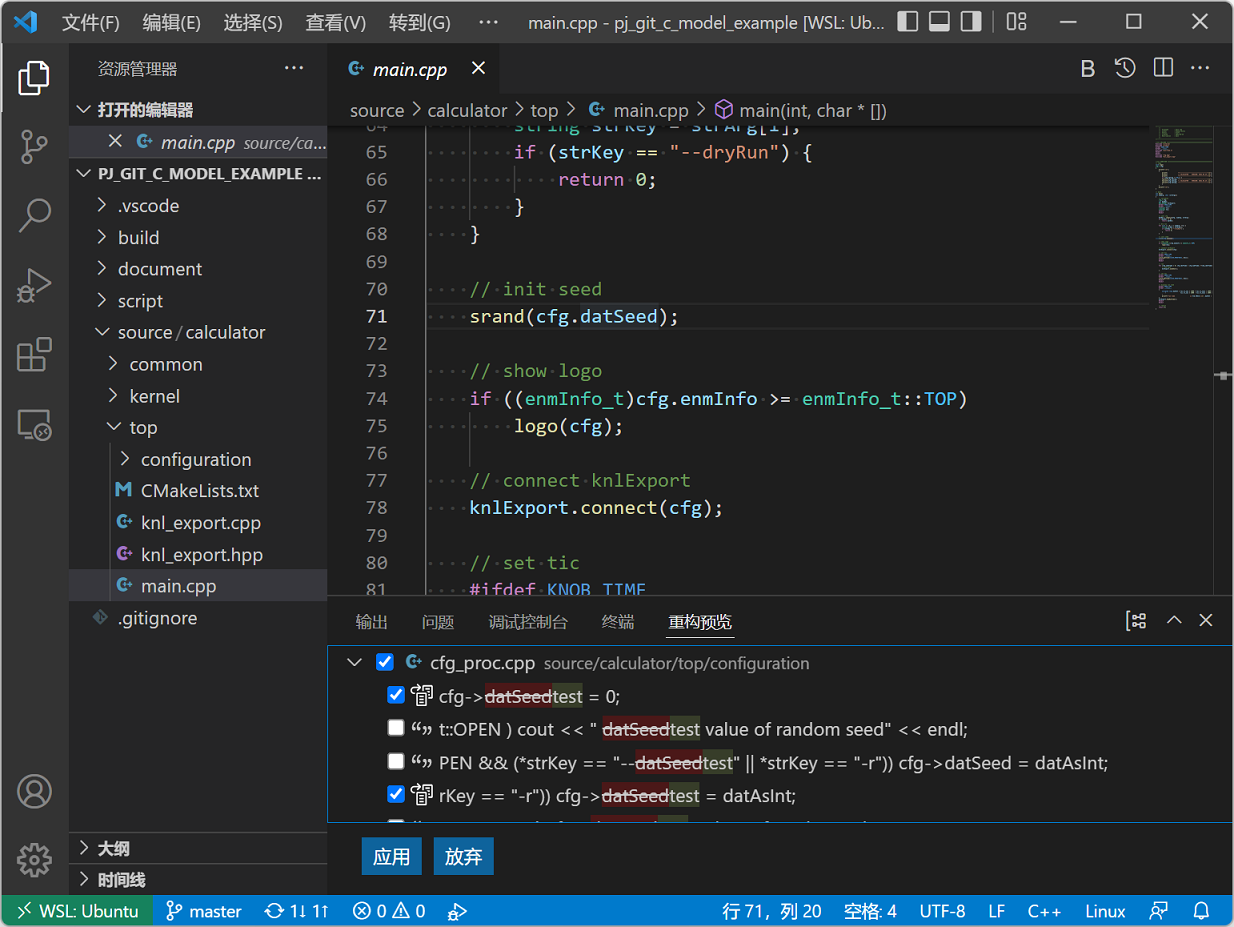 文件(F) 编辑(E) 选择(S) 查看(V) 转到(G) ··· main.cpp - pj_git_c_model_example [WSL: Ub...
资源管理器 ···
打开的编辑器
main.cpp source/ca...
PJ_GIT_C_MODEL_EXAMPLE ...
.vscode
build
document
script
source / calculator
common
kernel
top
configuration
CMakeLists.txt
knl_export.cpp
knl_export.hpp
main.cpp
.gitignore
大纲
时间线
main.cpp
B
source > calculator > top > main.cpp > main(int, char * [])
64 string strKey = strArg[i];
65 if (strKey == "--dryRun") {
66 return 0;
67 }
68 }
69
70 // init seed
71 srand(cfg.datSeed);
72
73 // show logo
74 if ((enmInfo_t)cfg.enmInfo >= enmInfo_t::TOP)
75 logo(cfg);
76
77 // connect knlExport
78 knlExport.connect(cfg);
79
80 // set tic
81 #ifdef KNOB_TIME
输出 问题 调试控制台 终端 重构预览
cfg_proc.cpp source/calculator/top/configuration
cfg->datSeedtest = 0;
t::OPEN ) cout << " datSeedtest value of random seed" << endl;
PEN && (*strKey == "--datSeedtest" || *strKey == "-r")) cfg->datSeed = datAsInt;
rKey == "-r")) cfg->datSeedtest = datAsInt;
应用 放弃
WSL: Ubuntu master 1↓ 1↑ 0 0 行 71，列 20 空格: 4 UTF-8 LF C++ Linux